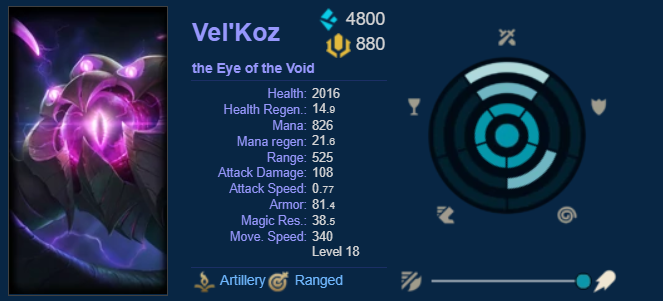 Vel'Koz
4800
880
the Eye of the Void
Health: 2016
Health Regen.: 14.9
Mana: 826
Mana regen: 21.6
Range: 525
Attack Damage: 108
Attack Speed: 0.77
Armor: 81.4
Magic Res.: 38.5
Move. Speed: 340
Level 18
Artillery Ranged